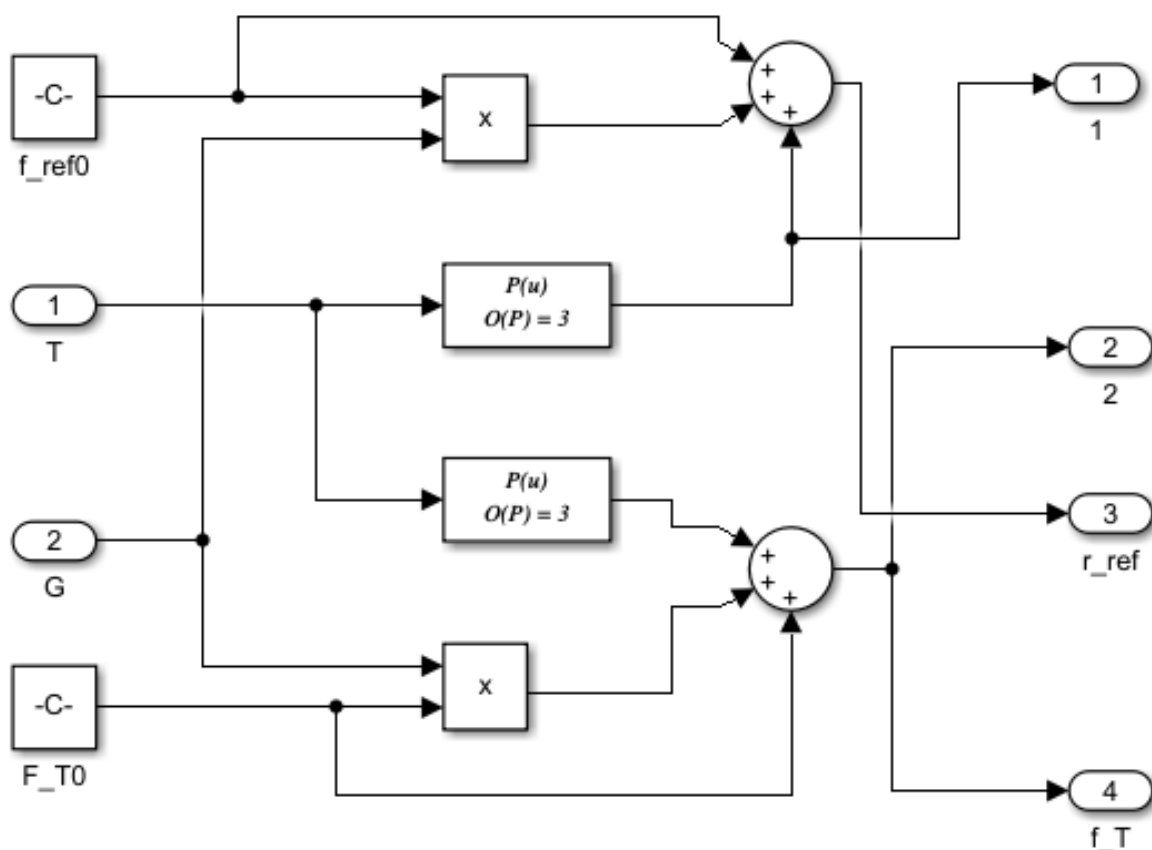 -C-
f_ref0
x
+
+
+
1
1
1
T
P(u)
O(P) = 3
2
2
P(u)
O(P) = 3
2
G
+
+
+
3
r_ref
-C-
F_T0
x
4
f_T